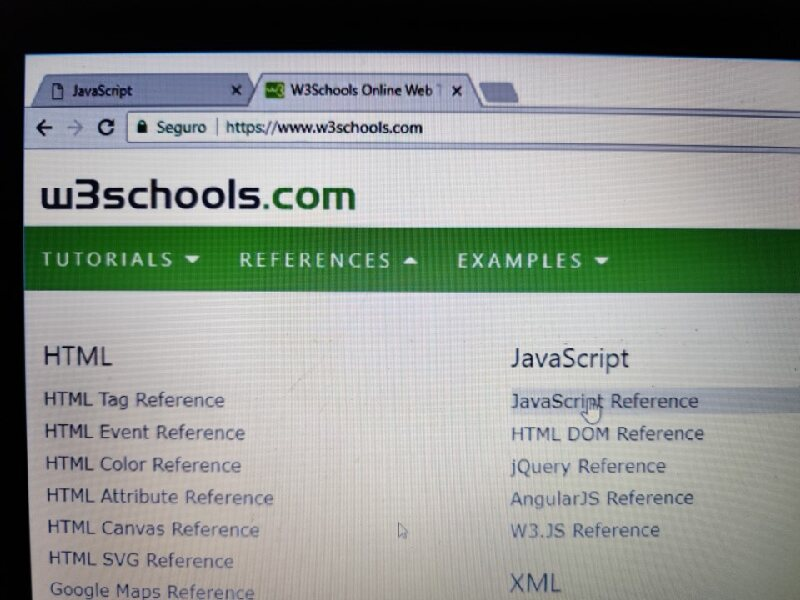 JavaScript
W3Schools Online Web T
Seguro https://www.w3schools.com
w3schools.com
TUTORIALS REFERENCES EXAMPLES
HTML
HTML Tag Reference
HTML Event Reference
HTML Color Reference
HTML Attribute Reference
HTML Canvas Reference
HTML SVG Reference
Google Maps Reference
JavaScript
JavaScript Reference
HTML DOM Reference
jQuery Reference
AngularJS Reference
W3.JS Reference
XML